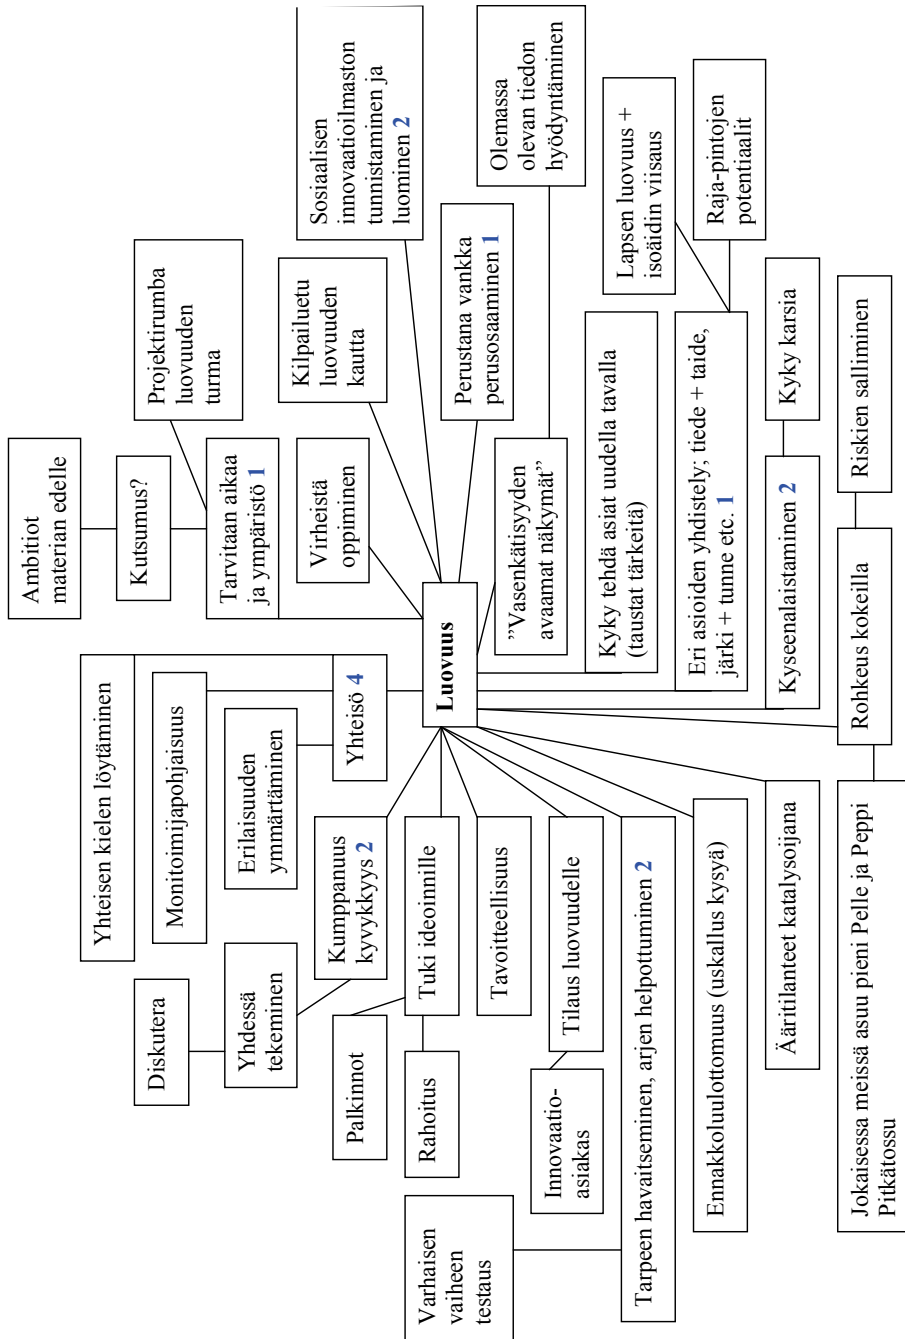 Ambitiot
materian edelle
Kutsumus?
Projektirumba
luovuuden
turma
Tarvitaan aikaa
ja ympäristö 1
Virheistä
oppiminen
Kilpailuetu
luovuuden
kautta
Sosiaalisen
innovaatioilmaston
tunnistaminen ja
luominen 2
Perustana vankka
perusosaaminen 1
Olemassa
olevan tiedon
hyödyntäminen
”Vasenkätisyyden
avaamat näkymät”
Kyky tehdä asiat uudella tavalla
(taustat tärkeitä)
Lapsen luovuus +
isoäidin viisaus
Raja-pintojen
potentiaalit
Eri asioiden yhdistely; tiede + taide,
järki + tunne etc. 1
Kyseenalaistaminen 2
Kyky karsia
Rohkeus kokeilla
Riskien salliminen
Luovuus
Yhteisen kielen löytäminen
Monitoimijapohjaisuus
Erilaisuuden
ymmärtäminen
Yhteisö 4
Diskutera
Yhdessä
tekeminen
Kumppanuus
kyvykkyys 2
Palkinnot
Rahoitus
Tuki ideoinnille
Tavoitteellisuus
Innovaatio-
asiakas
Tilaus luovuudelle
Varhaisen
vaiheen
testaus
Tarpeen havaitseminen, arjen helpottuminen 2
Ennakkoluulottomuus (uskallus kysyä)
Ääritilanteet katalysoijana
Jokaisessa meissä asuu pieni Pelle ja Peppi
Pitkätossu